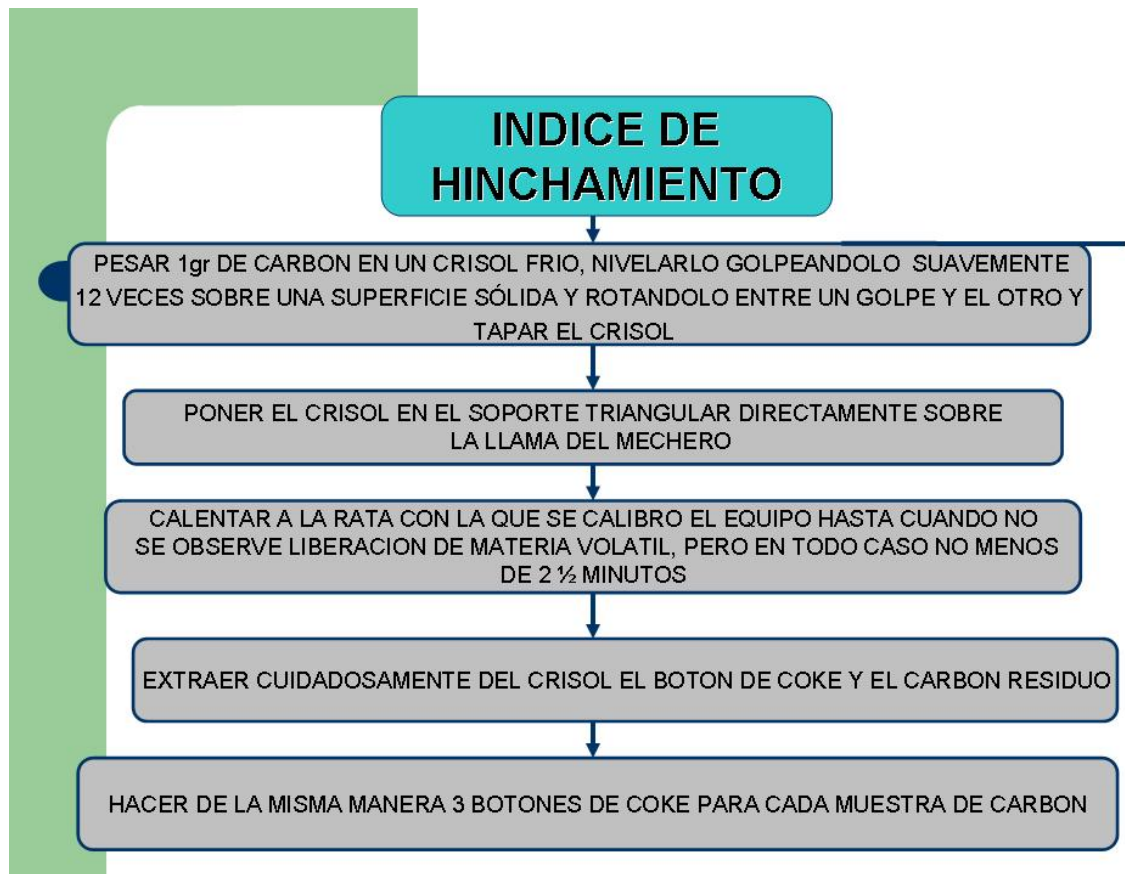 INDICE DE
HINCHAMIENTO
PESAR 1gr DE CARBON EN UN CRISOL FRIO, NIVELARLO GOLPEANDOLO SUAVEMENTE
12 VECES SOBRE UNA SUPERFICIE SÓLIDA Y ROTANDOLO ENTRE UN GOLPE Y EL OTRO Y
TAPAR EL CRISOL
PONER EL CRISOL EN EL SOPORTE TRIANGULAR DIRECTAMENTE SOBRE
LA LLAMA DEL MECHERO
CALENTAR A LA RATA CON LA QUE SE CALIBRO EL EQUIPO HASTA CUANDO NO
SE OBSERVE LIBERACION DE MATERIA VOLATIL, PERO EN TODO CASO NO MENOS
DE 2 ½ MINUTOS
EXTRAER CUIDADOSAMENTE DEL CRISOL EL BOTON DE COKE Y EL CARBON RESIDUO
HACER DE LA MISMA MANERA 3 BOTONES DE COKE PARA CADA MUESTRA DE CARBON